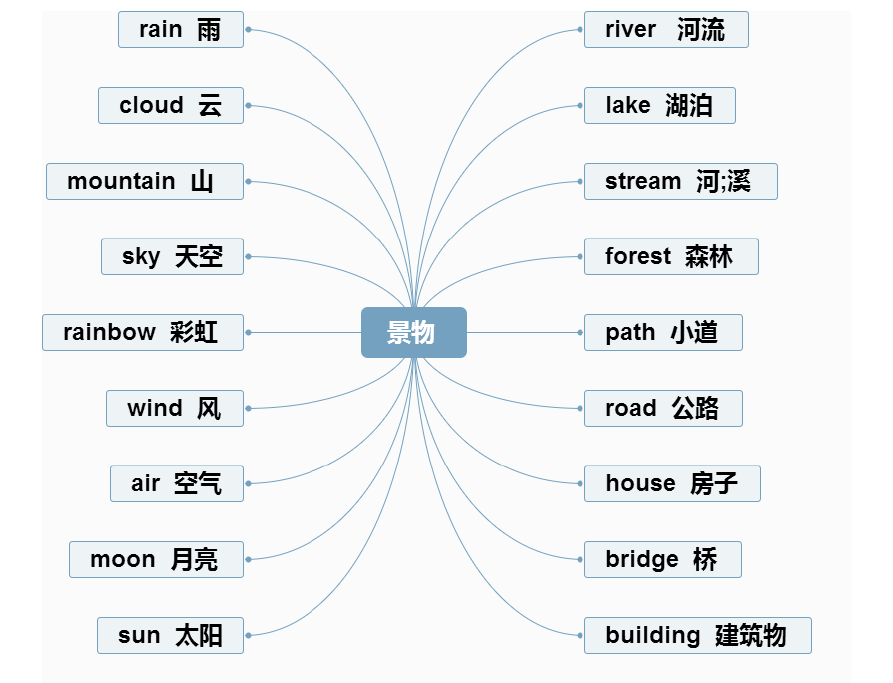 rain 雨
cloud 云
mountain 山
sky 天空
rainbow 彩虹
wind 风
air 空气
moon 月亮
sun 太阳
景物
river 河流
lake 湖泊
stream 河;溪
forest 森林
path 小道
road 公路
house 房子
bridge 桥
building 建筑物